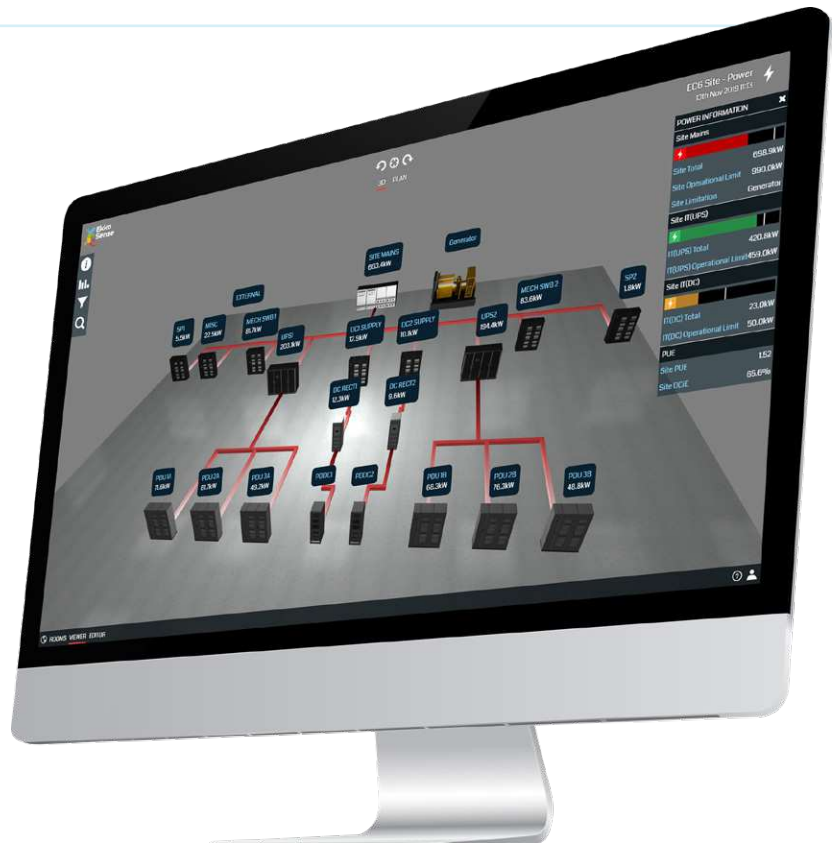 EkimSense
EC6 Site - Power
13th Nov 2019 11:13
3D PLAN
POWER INFORMATION
Site Mains
Site Total 698.9kW
Site Operational Limit 990.0kW
Site Limitation Generator
Site IT(UPS)
IT(UPS) Total
IT(UPS) Operational Limit 459.0kW
Site IT(DC)
IT(DC) Total 23.0kW
IT(DC) Operational Limit 50.0kW
PUE
Site PUE 1.52
Site DCiE 65.6%
SITE MAINS
Generator
EXTERNAL
SP1
5.5kW
MISC
22.5kW
MECH SWB1
81.7kW
UPS1
203.1kW
DC1 SUPPLY
12.9kW
DC2 SUPPLY
10.1kW
UPS2
194.4kW
MECH SWB 2
83.6kW
SP2
1.8kW
DC RECT1
12.3kW
DC RECT2
9.6kW
PDU 1A
71.6kW
PDU 2A
81.7kW
PDU 3A
PDDC1
PDDC2
PDU 1B
66.3kW
PDU 2B
76.3kW
PDU 3B
48.8kW
ROOMS VIEWER EDITOR